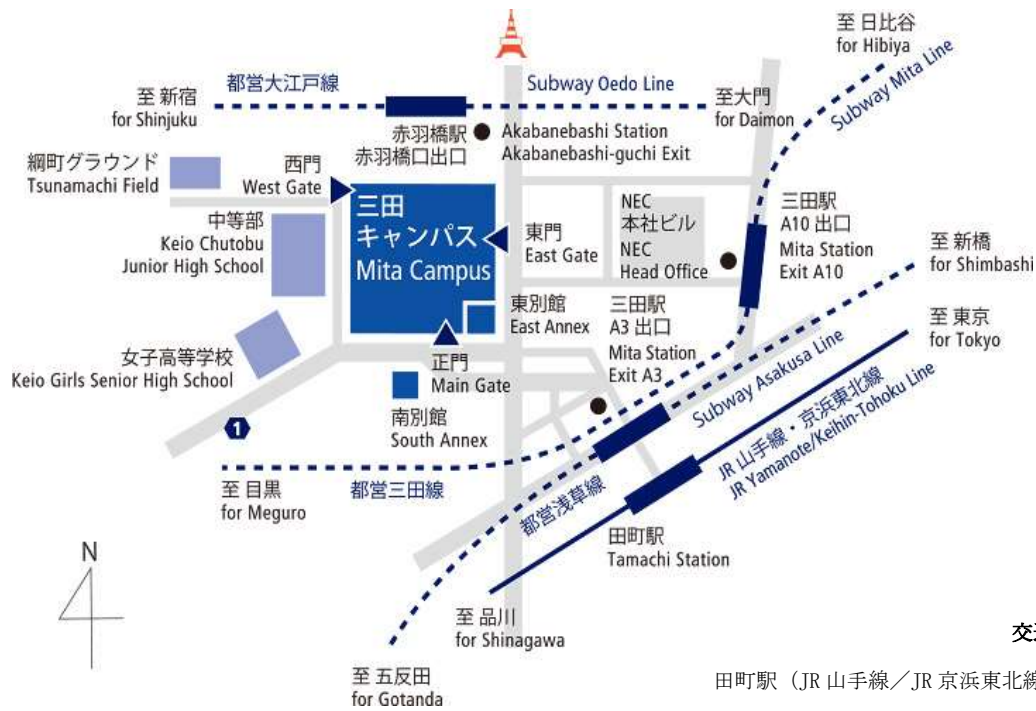 至 日比谷
for Hibiya
Subway Mita Line
都営大江戸線
Subway Oedo Line
至 新宿
for Shinjuku
至大門
for Daimon
赤羽橋駅
赤羽橋口出口
Akabanebashi Station
Akabanebashi-guchi Exit
綱町グラウンド
Tsunamachi Field
西門
West Gate
三田
キャンパス
Mita Campus
中等部
Keio Chutobu
Junior High School
東門
East Gate
NEC
本社ビル
NEC
Head Office
三田駅
A10 出口
Mita Station
Exit A10
至 新橋
for Shimbashi
東別館
East Annex
三田駅
A3 出口
Mita Station
Exit A3
至 東京
for Tokyo
女子高等学校
Keio Girls Senior High School
正門
Main Gate
南別館
South Annex
Subway Asakusa Line
JR 山手線・京浜東北線
JR Yamanote/Keihin-Tohoku Line
1
至 目黒
for Meguro
都営三田線
都営浅草線
田町駅
Tamachi Station
N
至 品川
for Shinagawa
至 五反田
for Gotanda
田町駅（JR 山手線／JR 京浜東北線